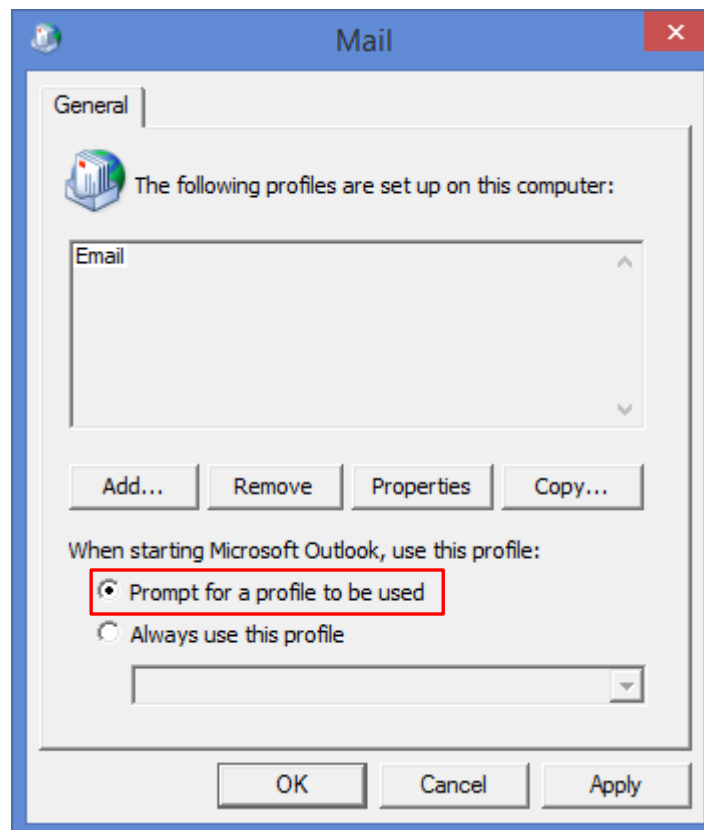 Mail
General
The following profiles are set up on this computer:
Email
Add... Remove Properties Copy...
When starting Microsoft Outlook, use this profile:
Prompt for a profile to be used
Always use this profile
OK Cancel Apply